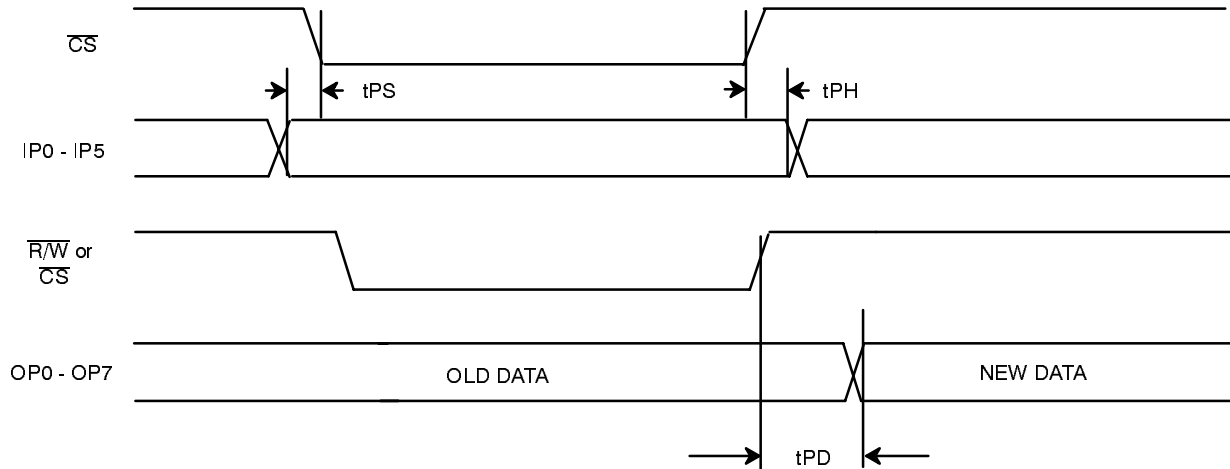 CS
tPS
tPH
IP0 - IP5
R/W or
CS
OP0 - OP7
OLD DATA
NEW DATA
tPD